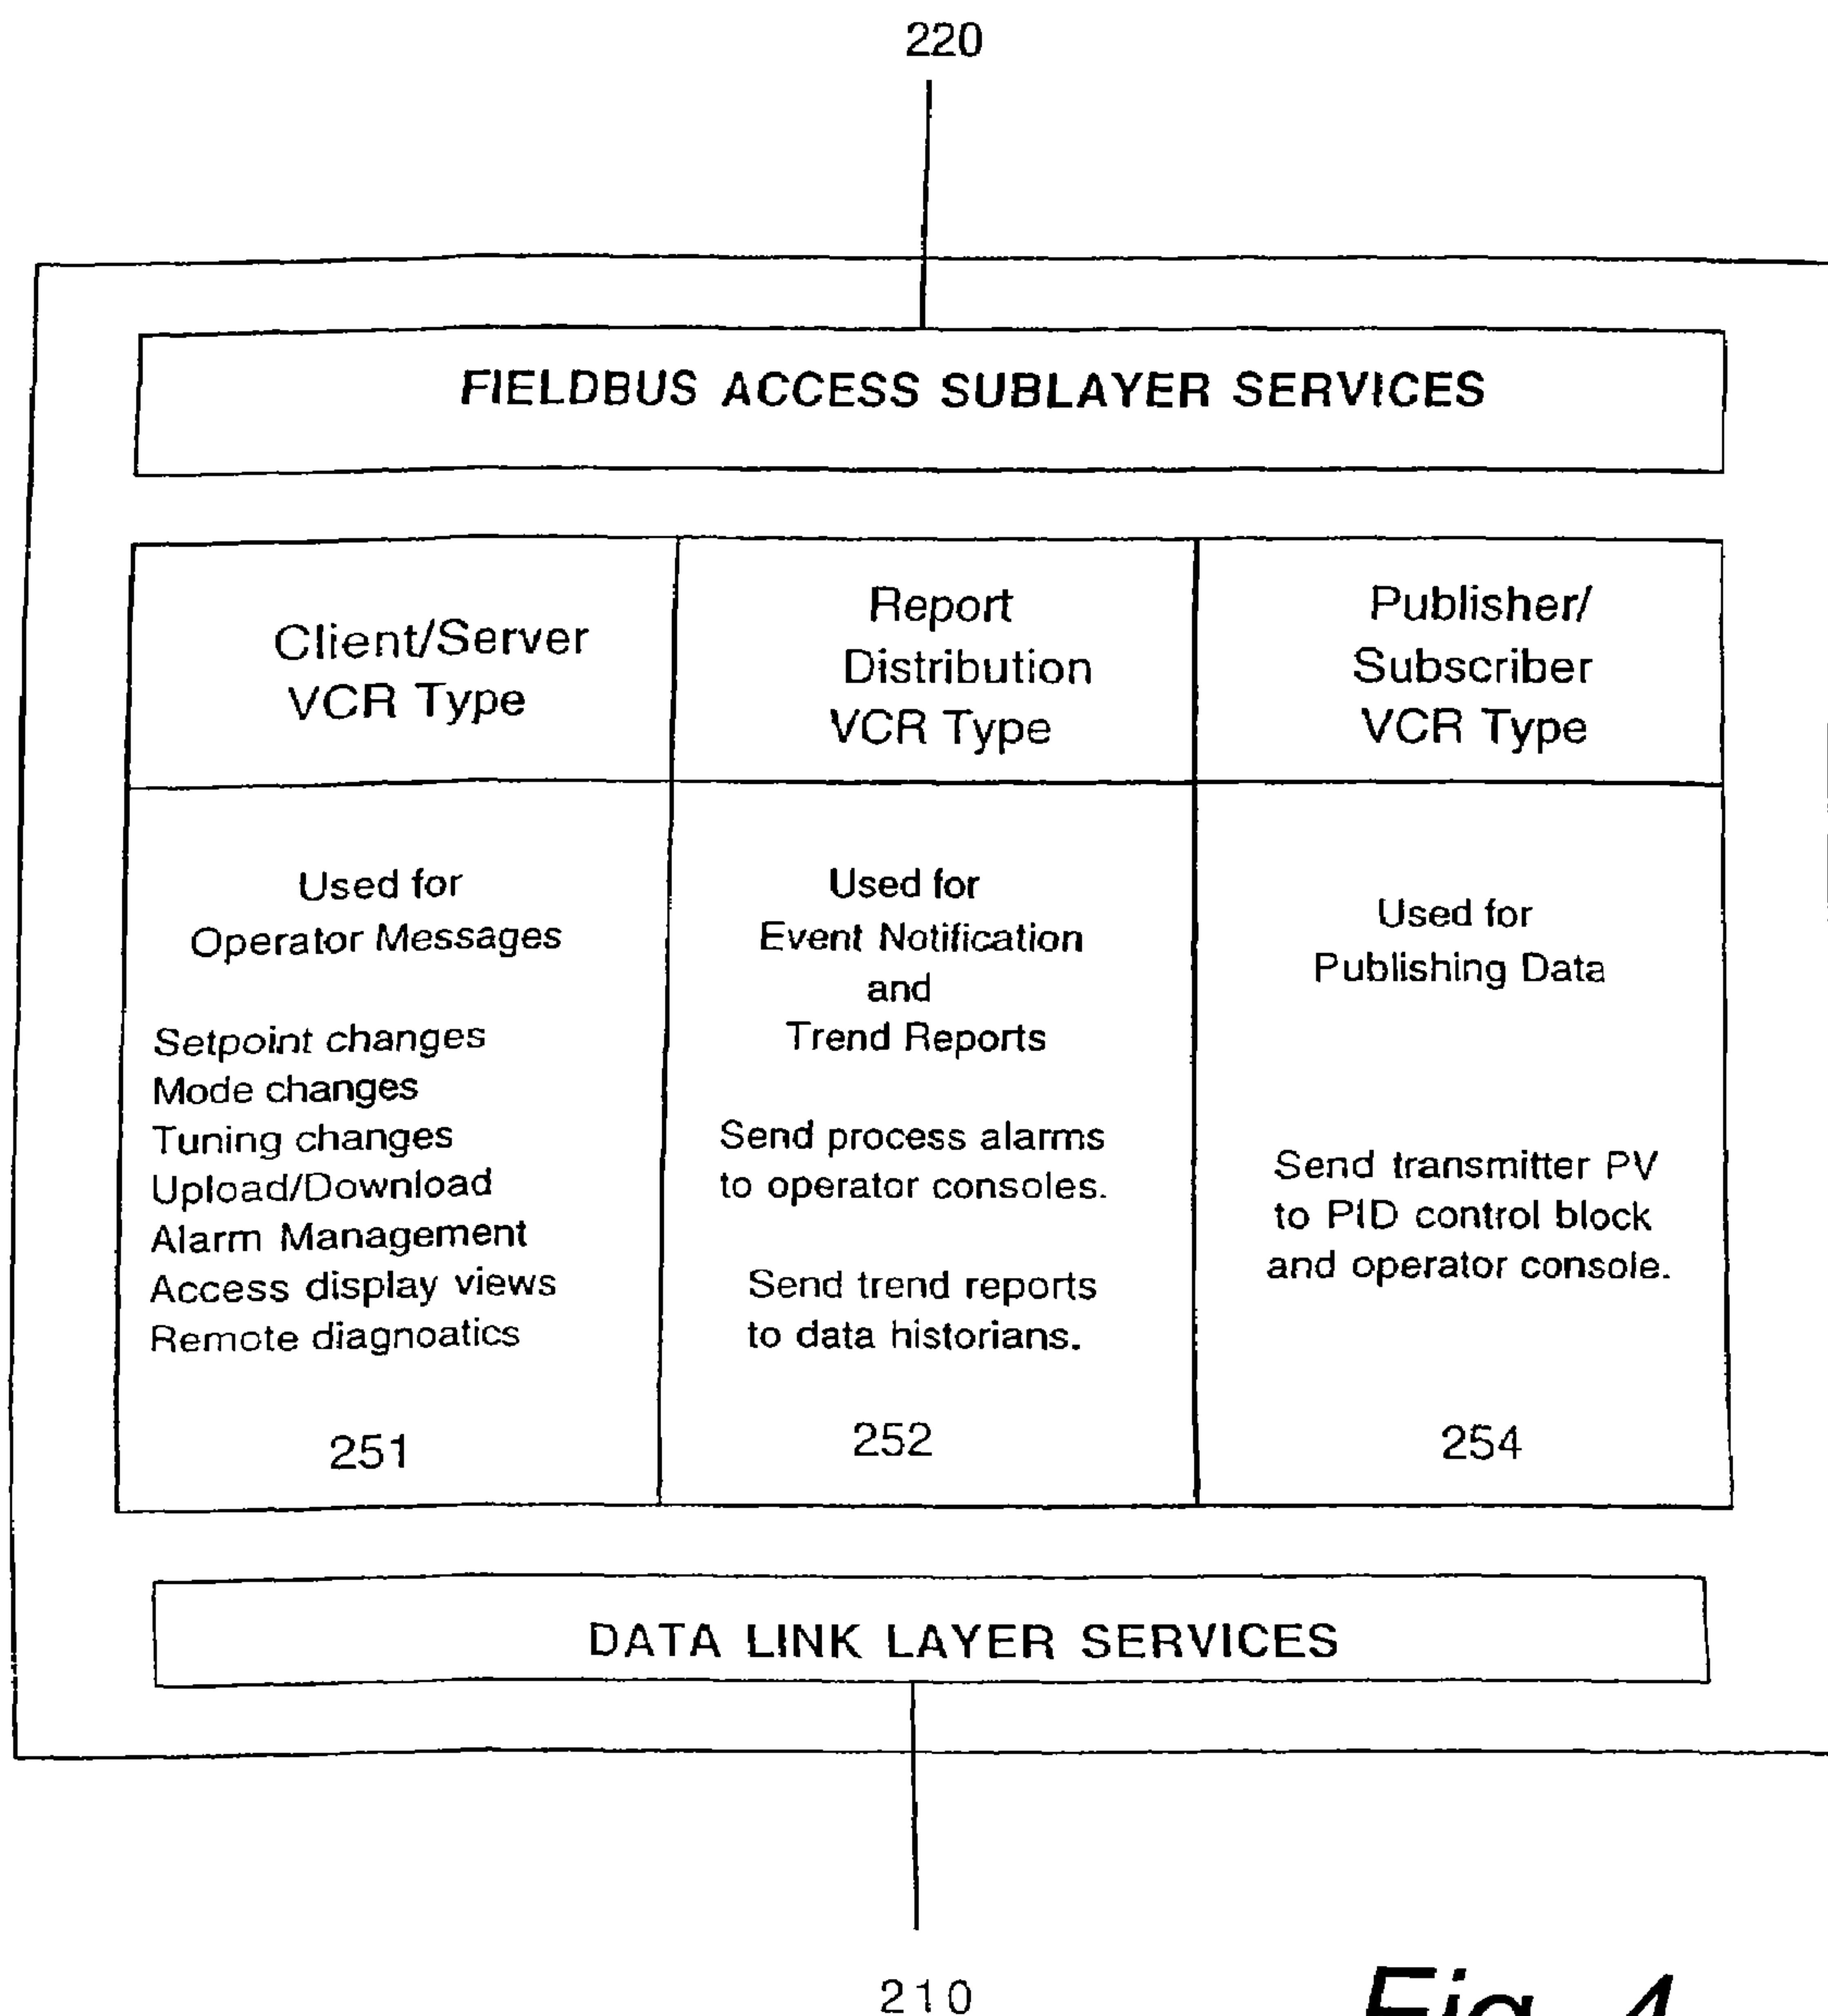 220
FIELDBUS ACCESS SUBLAYER SERVICES
Client/Server
VCR Type
Report
Distribution
VCR Type
Publisher/
Subscriber
VCR Type
Used for
Operator Messages
Setpoint changes
Mode changes
Tuning changes
Upload/Download
Alarm Management
Access display views
Remote diagnoatics
251
Used for
Event Notification
and
Trend Reports
Send process alarms
to operator consoles.
Send trend reports
to data historians.
252
Used for
Publishing Data
Send transmitter PV
to PID control block
and operator console.
254
DATA LINK LAYER SERVICES
210
Fig. 4